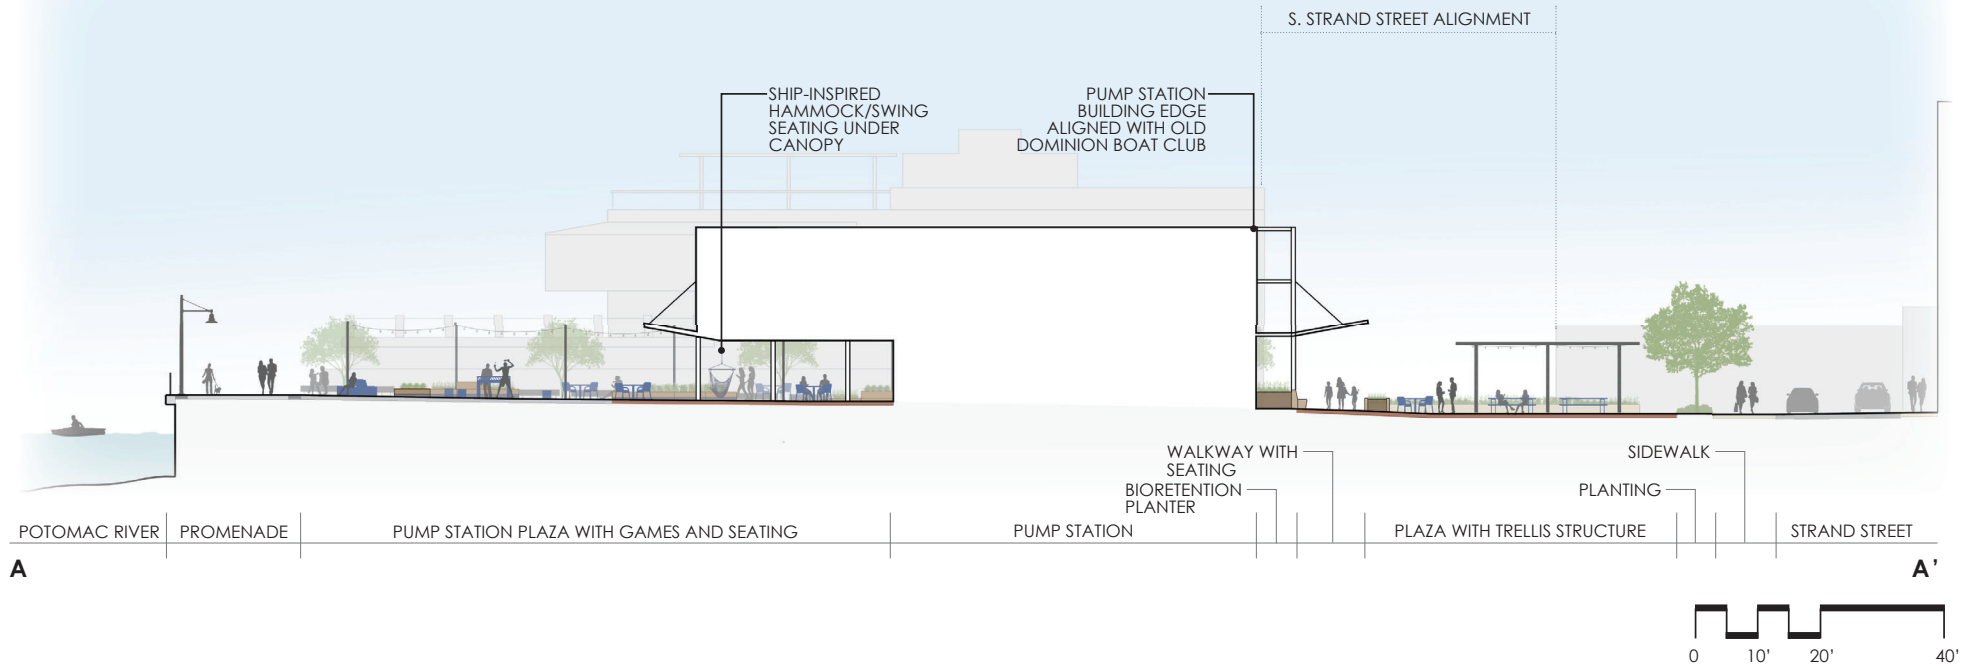 S. STRAND STREET ALIGNMENT
SHIP-INSPIRED
HAMMOCK/SWING
SEATING UNDER
CANOPY
PUMP STATION
BUILDING EDGE
ALIGNED WITH OLD
DOMINION BOAT CLUB
WALKWAY WITH
SEATING
BIORETENTION
PLANTER
SIDEWALK
PLANTING
POTOMAC RIVER
PROMENADE
PUMP STATION PLAZA WITH GAMES AND SEATING
PUMP STATION
PLAZA WITH TRELLIS STRUCTURE
STRAND STREET
A
A'
0 10' 20' 40'